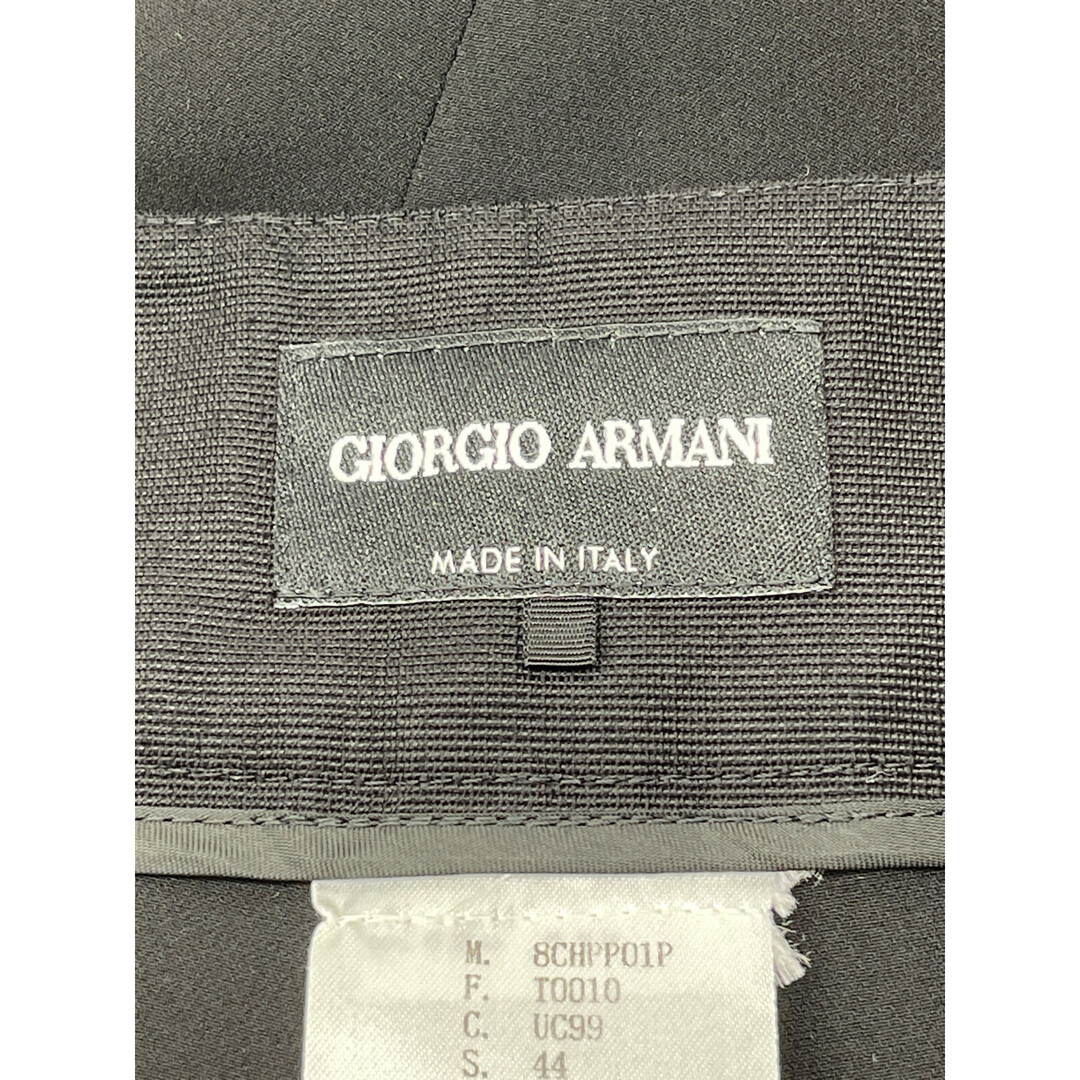 GIORGIO ARMANI
MADE IN ITALY
M. 8CHPP01P
F. T0010
C. UC99
S. 44